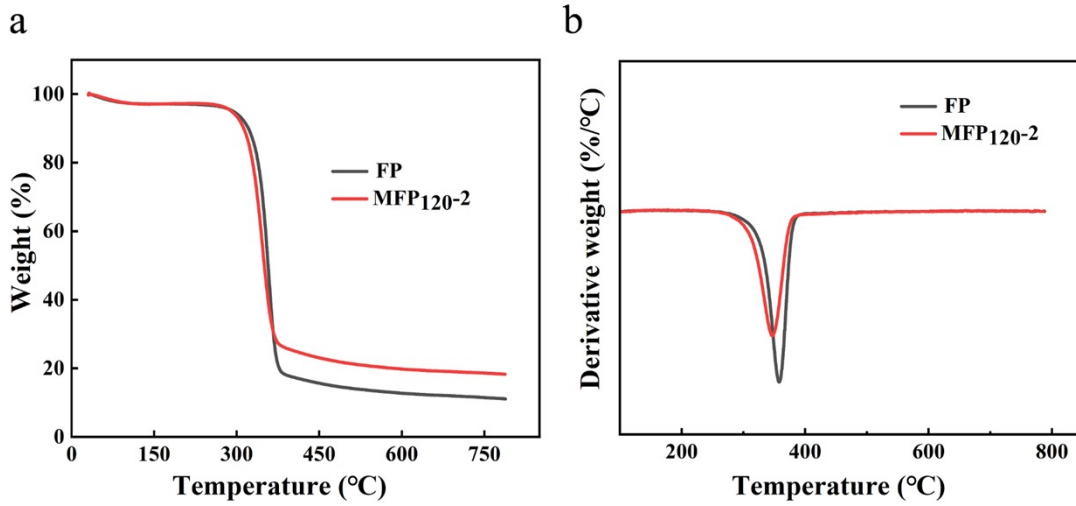 a
Weight (%)
100
80
60
40
20
0
FP
MFP120-2
0 150 300 450 600 750
Temperature (°C)
b
Derivative weight (%/°C)
FP
MFP120-2
200 400 600 800
Temperature (°C)